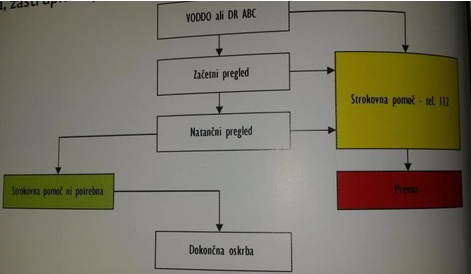 zastrup
VODDO ali DR ABC
Začetni pregled
Strokovna pomoč - tel. 112
Natančni pregled
Strokovna pomoč ni potrebna
Prevoz
Dokončna oskrba